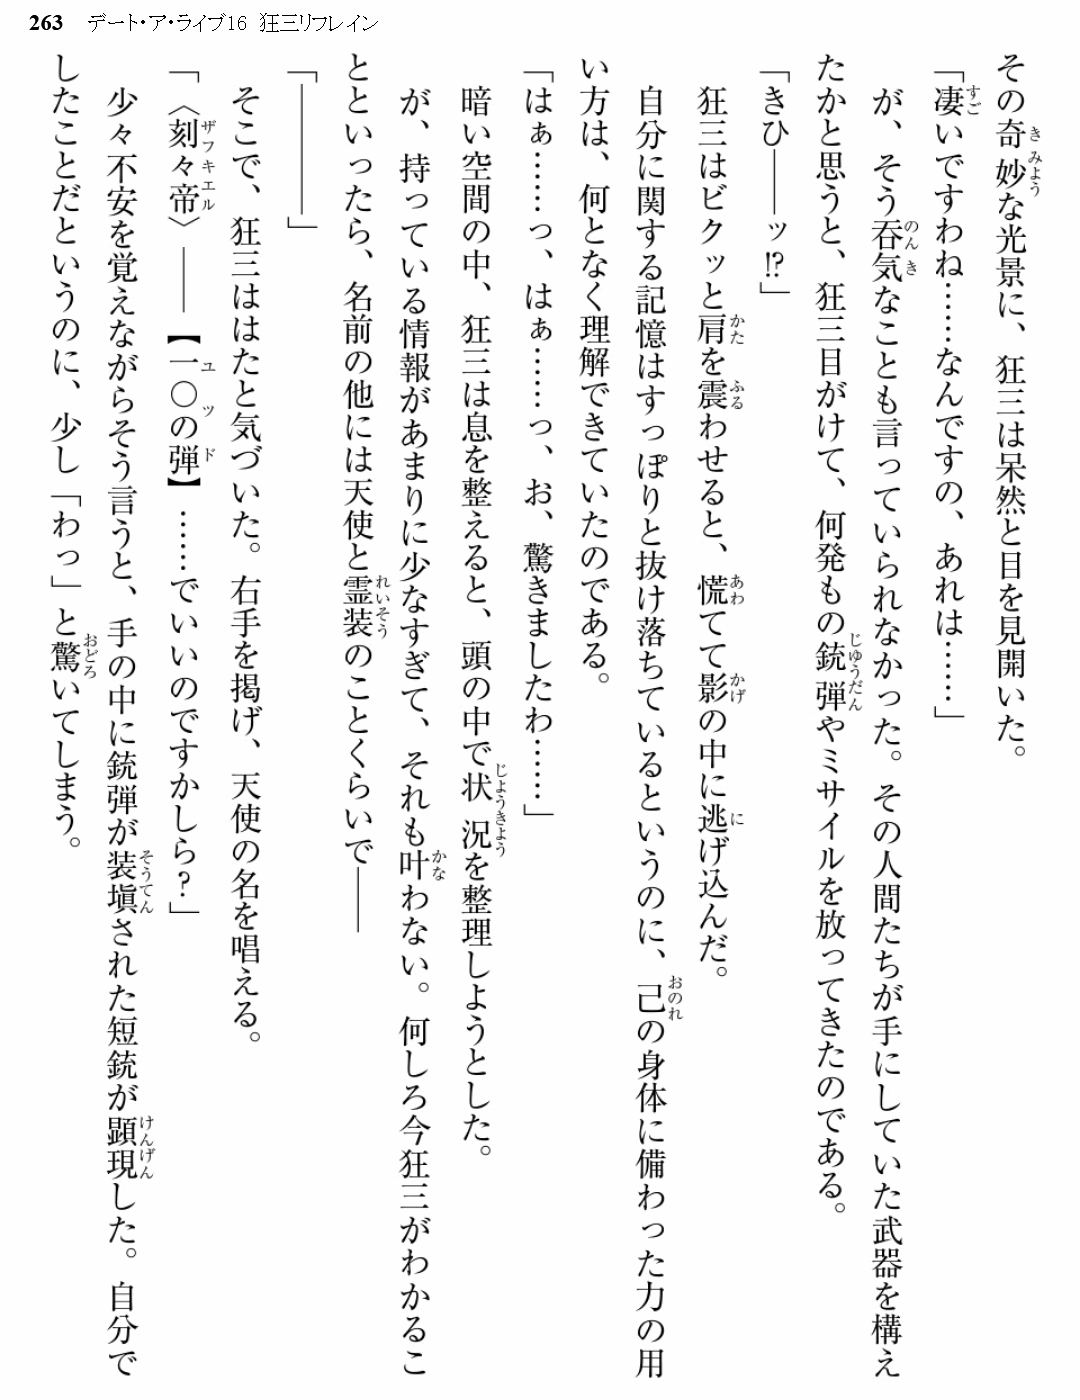 263 デート・ア・ライブ16 狂三リフレイン
その奇妙な光景に、狂三は呆然と目を見開いた。
「凄いですわね……なんですの、あれは……」
が、そう呑気なことも言っていられなかった。その人間たちが手にしていた武器を構え
たかと思うと、狂三目がけて、何発もの銃弾やミサイルを放ってきたのである。
「きひ――ッ!?」
狂三はビクッと肩を震わせると、慌てて影の中に逃げ込んだ。
自分に関する記憶はすっぽりと抜け落ちているというのに、己の身体に備わった力の用
い方は、何となく理解できていたのである。
「はぁ……っ、はぁ……っ、お、驚きましたわ……」
暗い空間の中、狂三は息を整えると、頭の中で状況を整理しようとした。
が、持っている情報があまりに少なすぎて、それも叶わない。何しろ今狂三がわかるこ
とといったら、名前の他には天使と霊装のことくらいで――
「――――」
そこで、狂三ははたと気づいた。右手を掲げ、天使の名を唱える。
「〈刻々帝〉――【一〇の弾】……でいいのですかしら?」
少々不安を覚えながらそう言うと、手の中に銃弾が装塡された短銃が顕現した。自分で
したことだというのに、少し「わっ」と驚いてしまう。